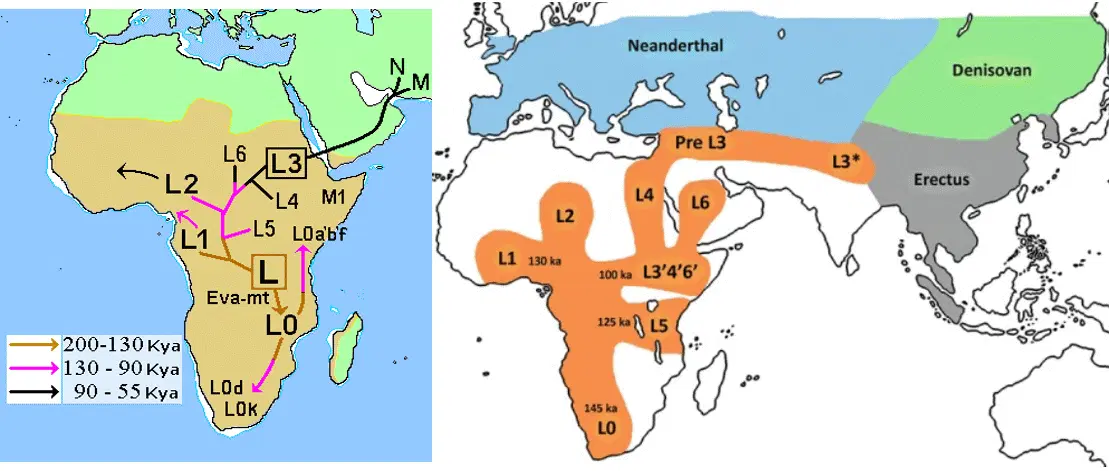 N
M
L6
L3
L2
L4
M1
L5
L0a'b'f
L1
L
Eva-mt
L0
200-130 Kya
130 - 90 Kya
90 - 55 Kya
L0d
L0k
Neanderthal
Denisovan
Pre L3
L3*
Erectus
L4
L6
L2
L1
130 ka
100 ka
L3'4'6'
125 ka
L5
145 ka
L0